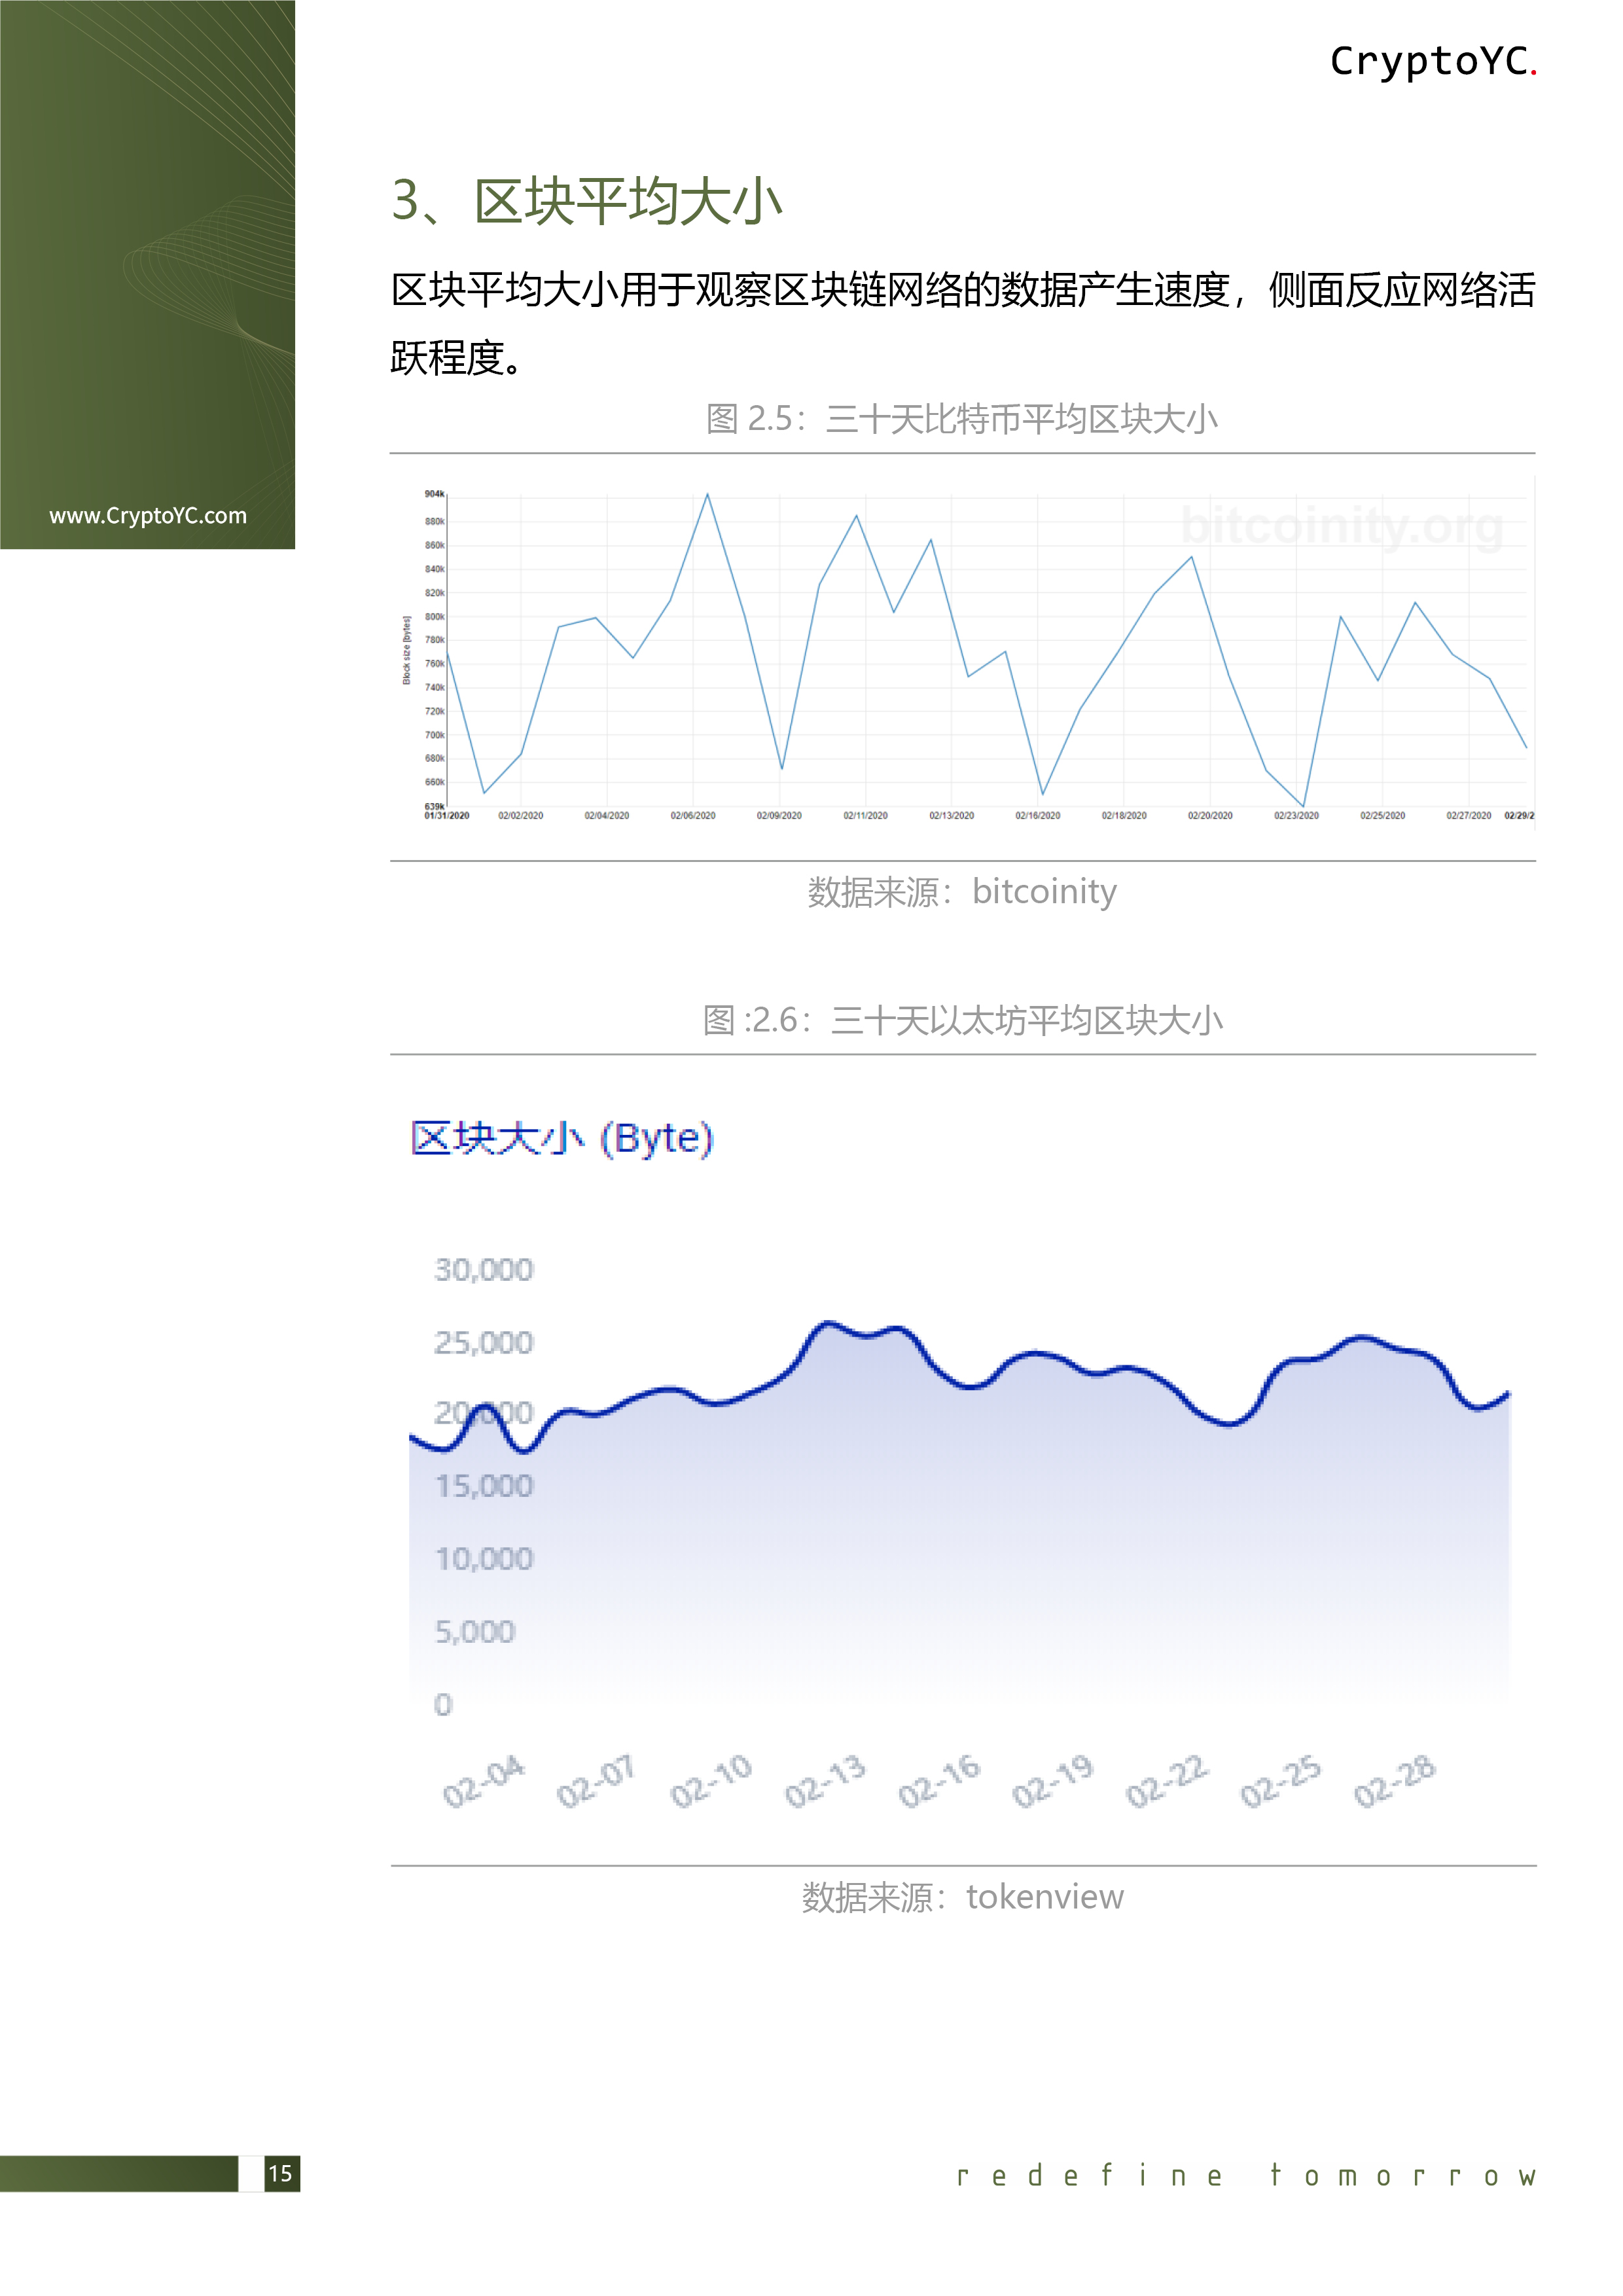 CryptoYC.
www.CryptoYC.com
3、区块平均大小
区块平均大小用于观察区块链网络的数据产生速度，侧面反应网络活
跃程度。
图 2.5：三十天比特币平均区块大小
bitcoinity.org
Block size [bytes]
904k
880k
860k
840k
820k
800k
780k
760k
740k
720k
700k
680k
660k
639k
01/31/2020 02/02/2020 02/04/2020 02/06/2020 02/09/2020 02/11/2020 02/13/2020 02/16/2020 02/18/2020 02/20/2020 02/23/2020 02/25/2020 02/27/2020 02/29/2
数据来源：bitcoinity
图 :2.6：三十天以太坊平均区块大小
区块大小 (Byte)
30,000
25,000
20,000
15,000
10,000
5,000
0
02-04 02-07 02-10 02-13 02-16 02-19 02-22 02-25 02-28
数据来源：tokenview
15
redefine tomorrow